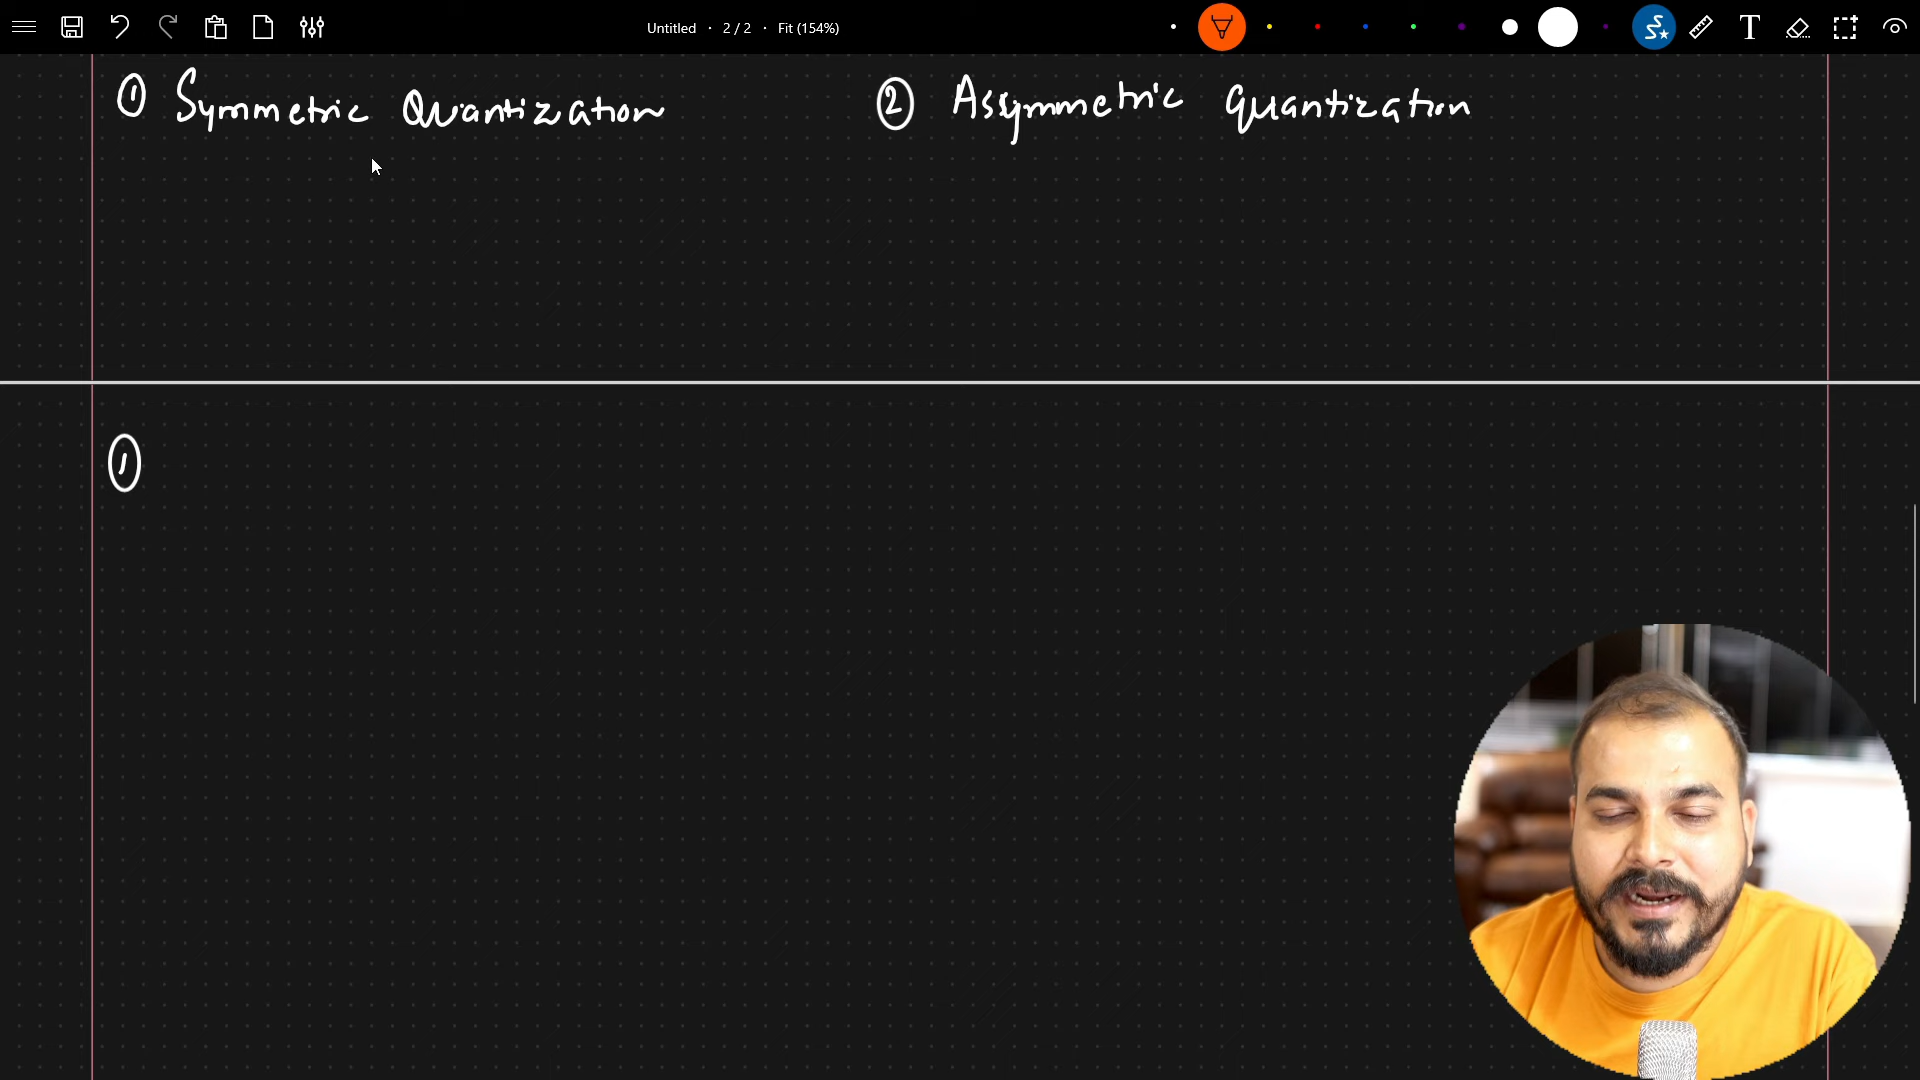 Untitled · 2 / 2 · Fit (154%)
① Symmetric Quantization ② Assymmetric Quantization
①